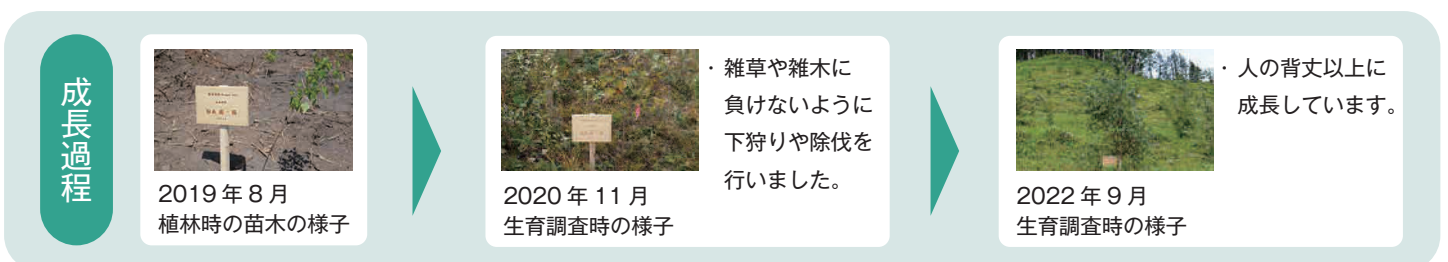 成長過程
2019年8月
植林時の苗木の様子
2020年11月
生育調査時の様子
・雑草や雑木に
負けないように
下狩りや除伐を
行いました。
2022年9月
生育調査時の様子
・人の背丈以上に
成長しています。